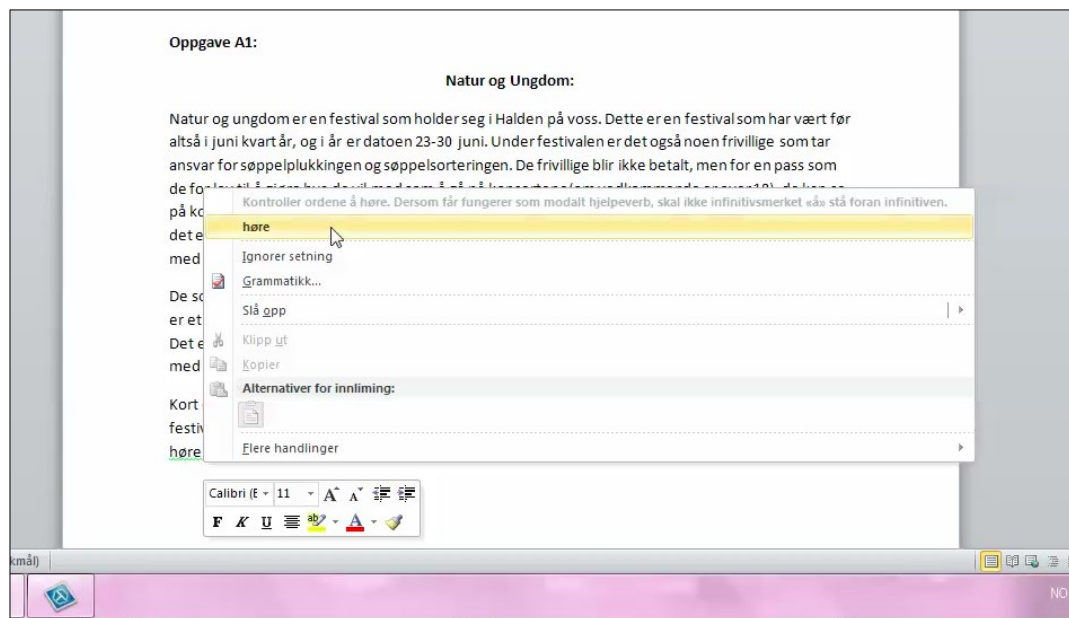 Oppgave A1:
Natur og Ungdom:
Natur og ungdom er en festival som holder seg i Halden på voss. Dette er en festival som har vært før
altså i juni kvart år, og i år er datoen 23-30 juni. Under festivalen er det også noen frivillige som tar
ansvar for søppelplukkingen og søppelsorteringen. De frivillige blir ikke betalt, men for en pass som
de for
på ko
det e
med
Kontroller ordene å høre. Dersom får fungerer som modalt hjelpeverb, skal ikke infinitivsmerket «å» stå foran infinitiven.
høre
Ignorer setning
Grammatikk...
Slå opp
Klipp ut
Kopier
Alternativer for innliming:
Flere handlinger
De so
er et
Det e
med
Kort
festiv
høre
Calibri (E 11 A A
F K U ab A
kmål)
NO